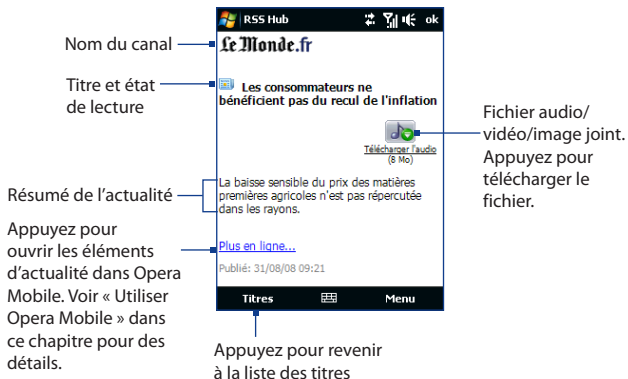 RSS Hub
ok
Nom du canal
Le Monde.fr
Titre et état
de lecture
Les consommateurs ne
bénéficient pas du recul de l'inflation
Télécharger l'audio
(8 Mo)
Fichier audio/
vidéo/image joint.
Appuyez pour
télécharger le
fichier.
Résumé de l’actualité
La baisse sensible du prix des matières
premières agricoles n'est pas répercutée
dans les rayons.
Appuyez pour
ouvrir les éléments
d’actualité dans Opera
Mobile. Voir « Utiliser
Opera Mobile » dans
ce chapitre pour des
détails.
Plus en ligne...
Publié: 31/08/08 09:21
Titres
Menu
Appuyez pour revenir
à la liste des titres